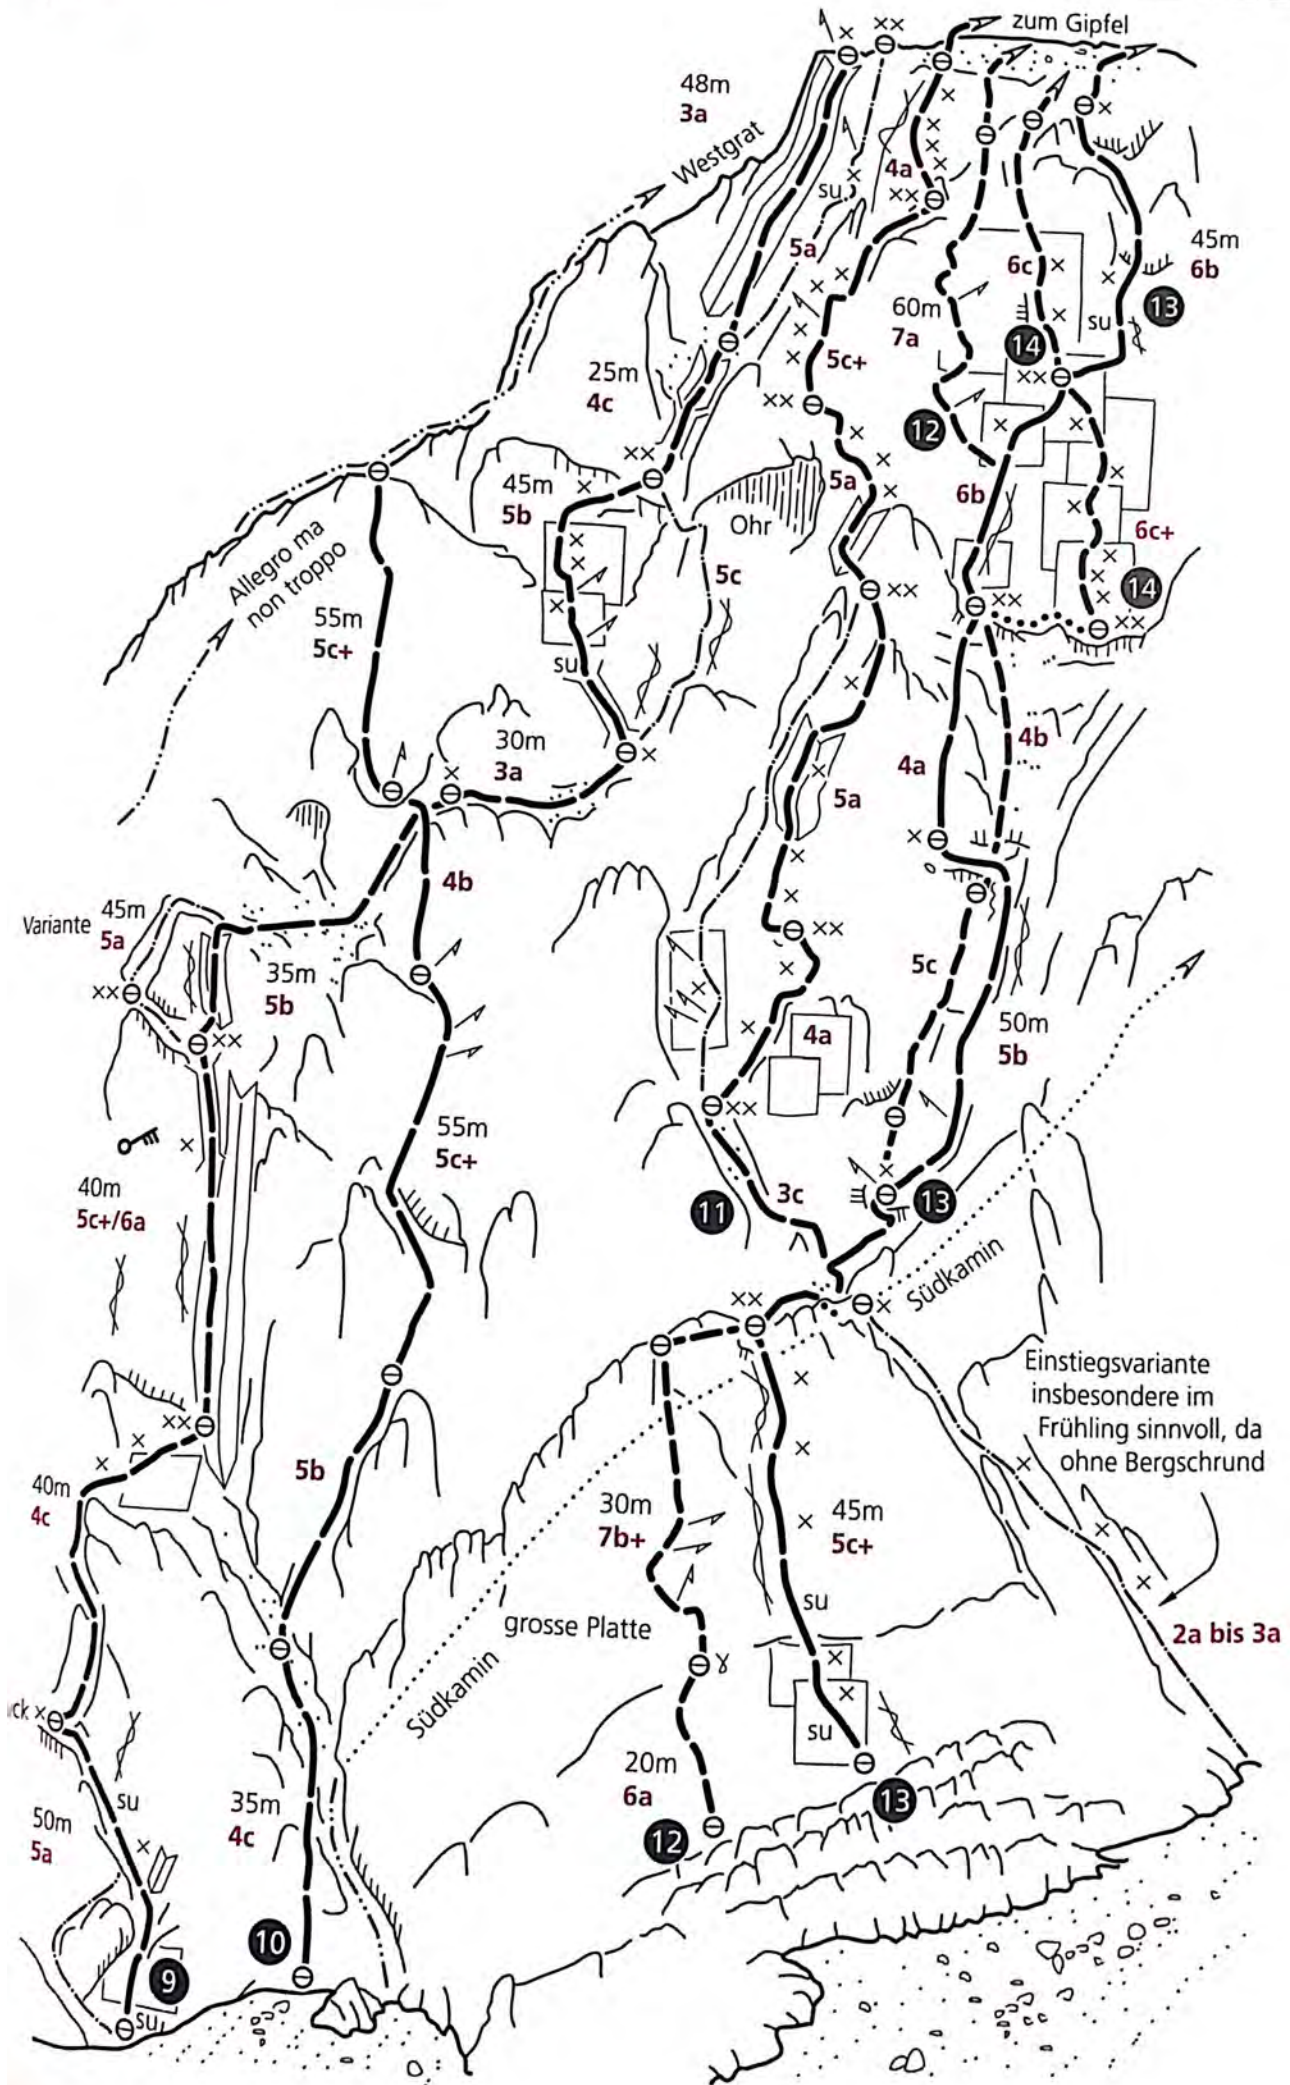 zum Gipfel
48m
3a
Westgrat
4a
su
5a
45m
6b
6c
13
60m
7a
su
14
5c+
25m
4c
12
45m
5b
5a
6b
Ohr
6c+
Allegro ma
non troppo
5c
14
55m
5c+
su
30m
3a
4b
4a
5a
4b
Variante
45m
5a
35m
5b
5c
50m
5b
4a
55m
5c+
40m
5c+/6a
11
3c
13
Südkamin
Einstiegsvariante
insbesondere im
Frühling sinnvoll, da
ohne Bergschrund
5b
40m
4c
30m
7b+
45m
5c+
su
grosse Platte
2a bis 3a
Südkamin
su
20m
6a
su
50m
5a
35m
4c
13
12
10
9
su